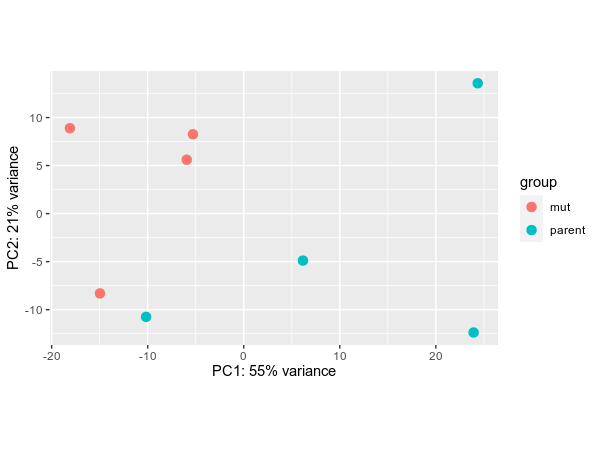 PC2: 21% variance
10
5
0
-5
-10
-20
-10
0
10
20
PC1: 55% variance
group
mut
parent